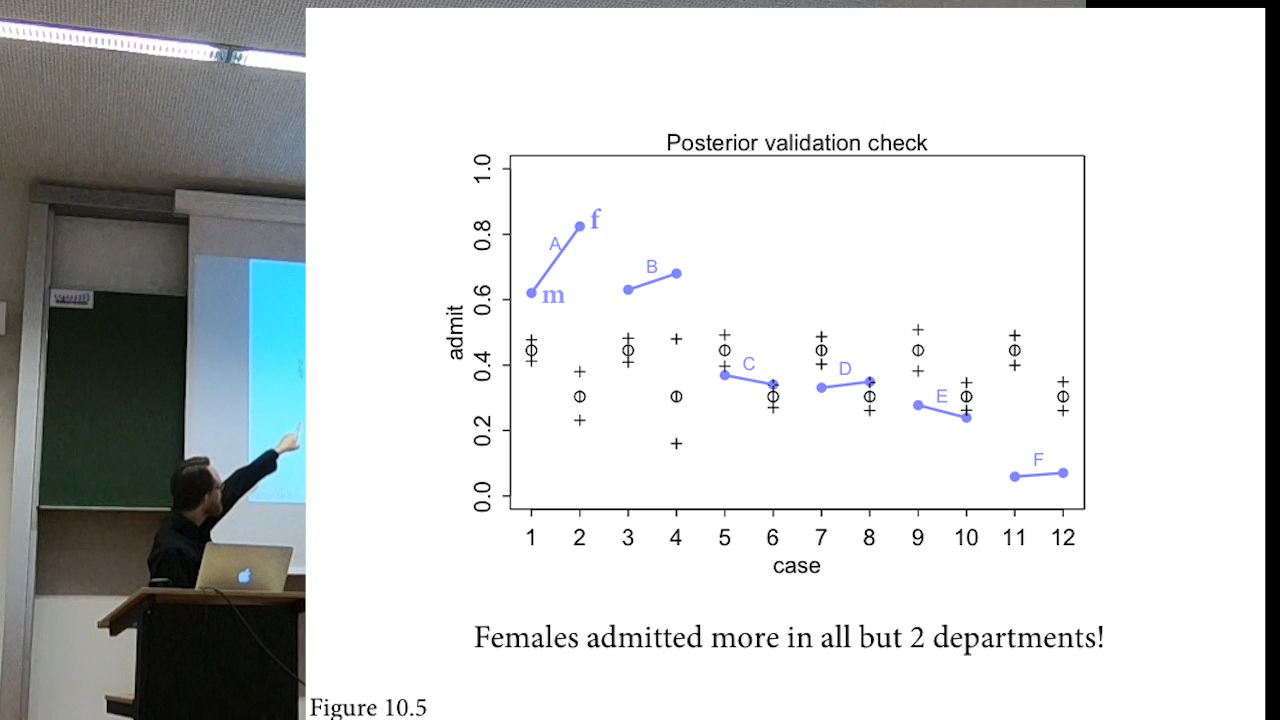 Posterior validation check
admit
1.0
0.8
0.6
0.4
0.2
0.0
A
f
m
B
C
D
E
F
1 2 3 4 5 6 7 8 9 10 11 12
case
Females admitted more in all but 2 departments!
Figure 10.5